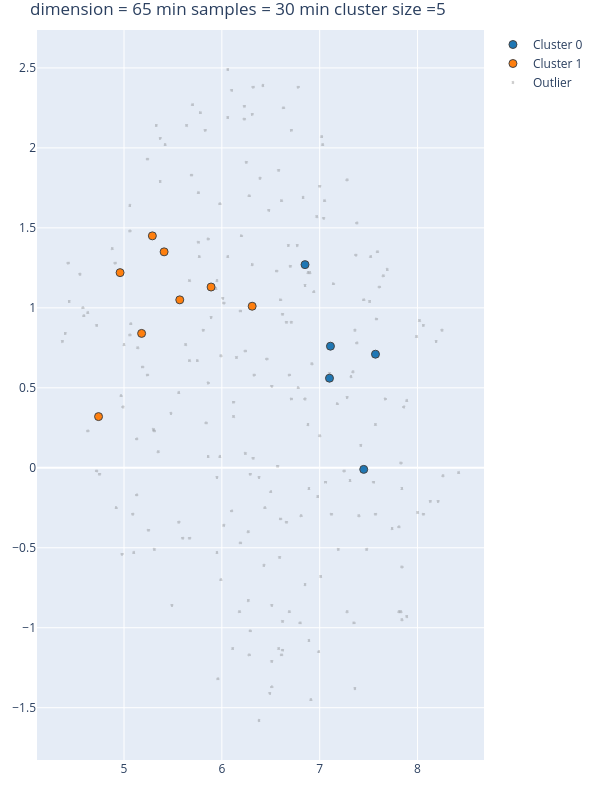 dimension = 65 min samples = 30 min cluster size =5
Cluster 0
Cluster 1
Outlier
2.5
2
1.5
1
0.5
0
−0.5
−1
−1.5
5 6 7 8